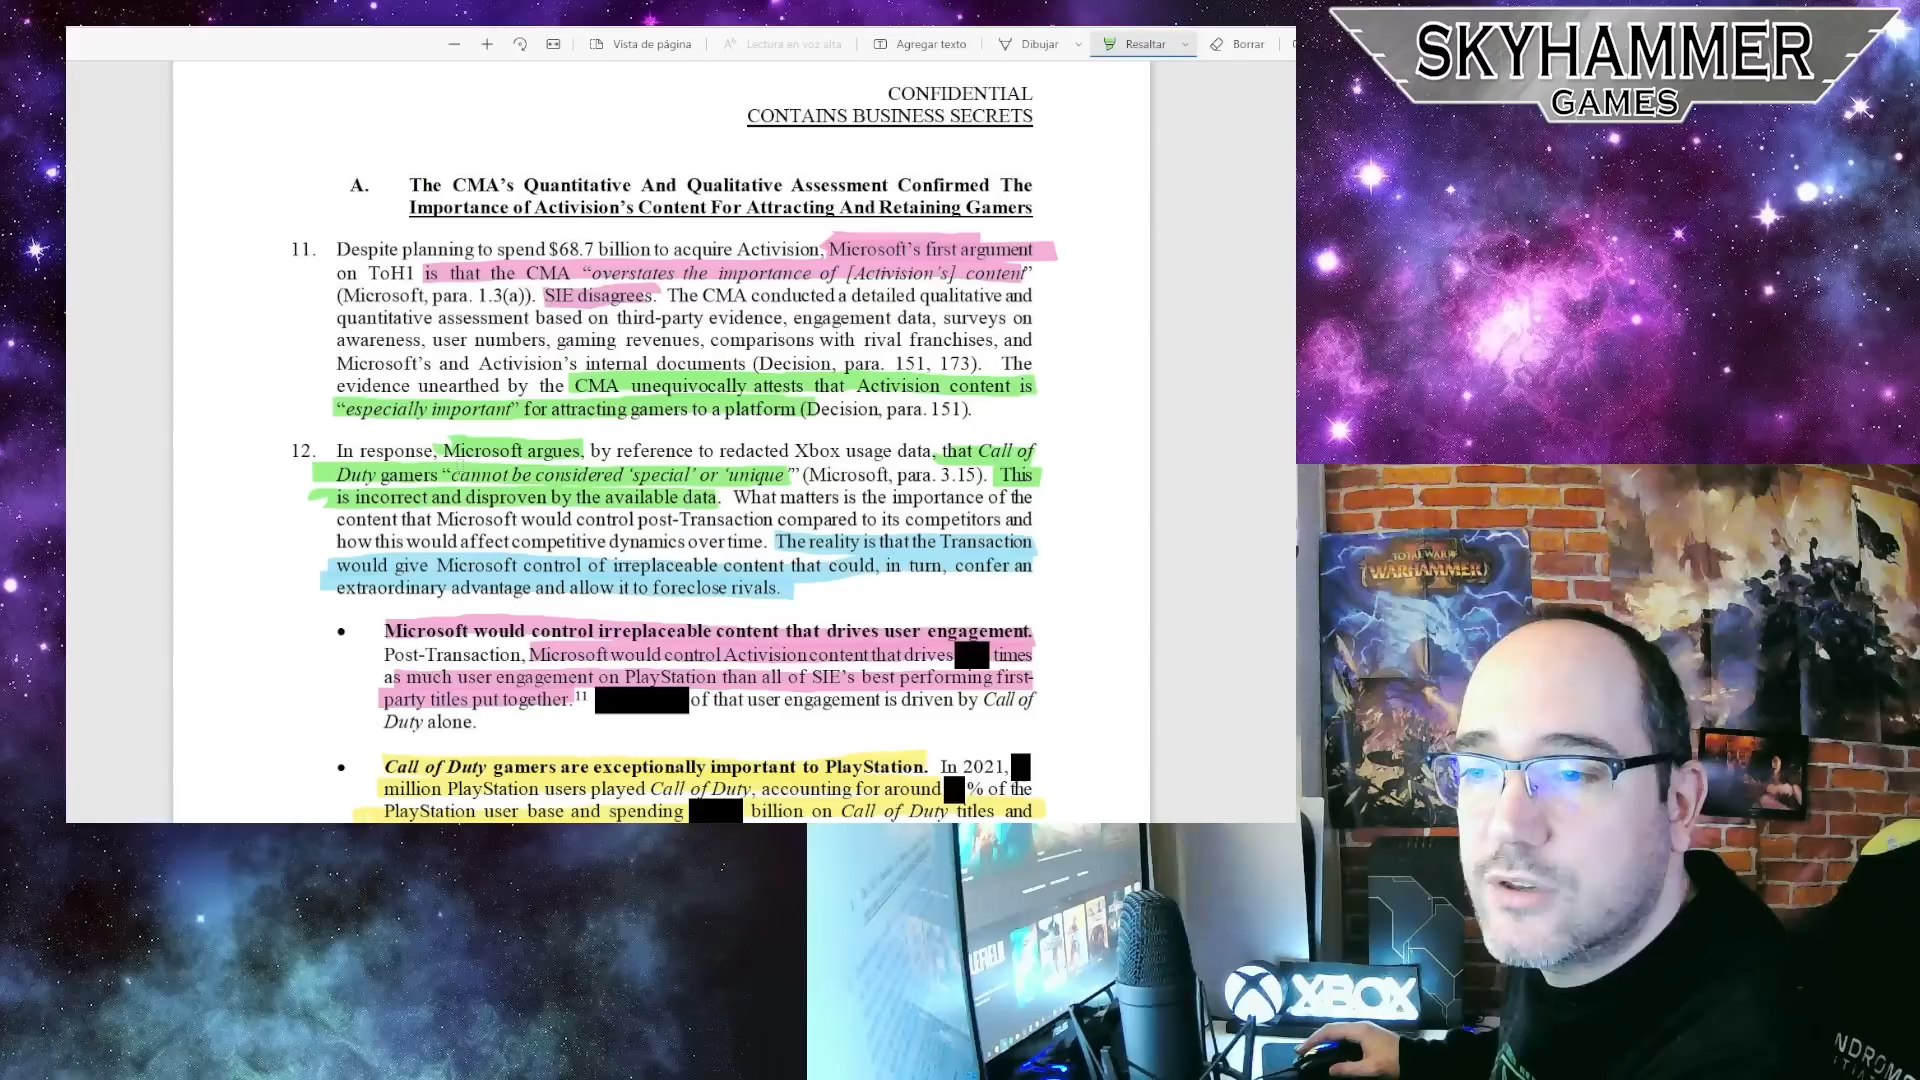 Vista de página
Lectura en voz alta
Agregar texto
Dibujar
Resaltar
Borrar
SKYHAMMER
GAMES
CONFIDENTIAL
CONTAINS BUSINESS SECRETS
A. The CMA's Quantitative And Qualitative Assessment Confirmed The
Importance of Activision's Content For Attracting And Retaining Gamers
11. Despite planning to spend $68.7 billion to acquire Activision, Microsoft's first argument
on ToH1 is that the CMA "overstates the importance of [Activision's] content"
(Microsoft, para. 1.3(a)). SIE disagrees. The CMA conducted a detailed qualitative and
quantitative assessment based on third-party evidence, engagement data, surveys on
awareness, user numbers, gaming revenues, comparisons with rival franchises, and
Microsoft's and Activision's internal documents (Decision, para. 151, 173). The
evidence unearthed by the CMA unequivocally attests that Activision content is
"especially important" for attracting gamers to a platform (Decision, para. 151).
12. In response, Microsoft argues, by reference to redacted Xbox usage data, that Call of
Duty gamers "cannot be considered 'special' or 'unique'" (Microsoft, para. 3.15). This
is incorrect and disproven by the available data. What matters is the importance of the
content that Microsoft would control post-Transaction compared to its competitors and
how this would affect competitive dynamics over time. The reality is that the Transaction
would give Microsoft control of irreplaceable content that could, in turn, confer an
extraordinary advantage and allow it to foreclose rivals.
• Microsoft would control irreplaceable content that drives user engagement.
Post-Transaction, Microsoft would control Activision content that drives times
as much user engagement on PlayStation than all of SIE's best performing first-
party titles put together.11 of that user engagement is driven by Call of
Duty alone.
• Call of Duty gamers are exceptionally important to PlayStation. In 2021,
million PlayStation users played Call of Duty, accounting for around % of the
PlayStation user base and spending billion on Call of Duty titles and
TOTAL WAR
WARHAMMER
XBOX